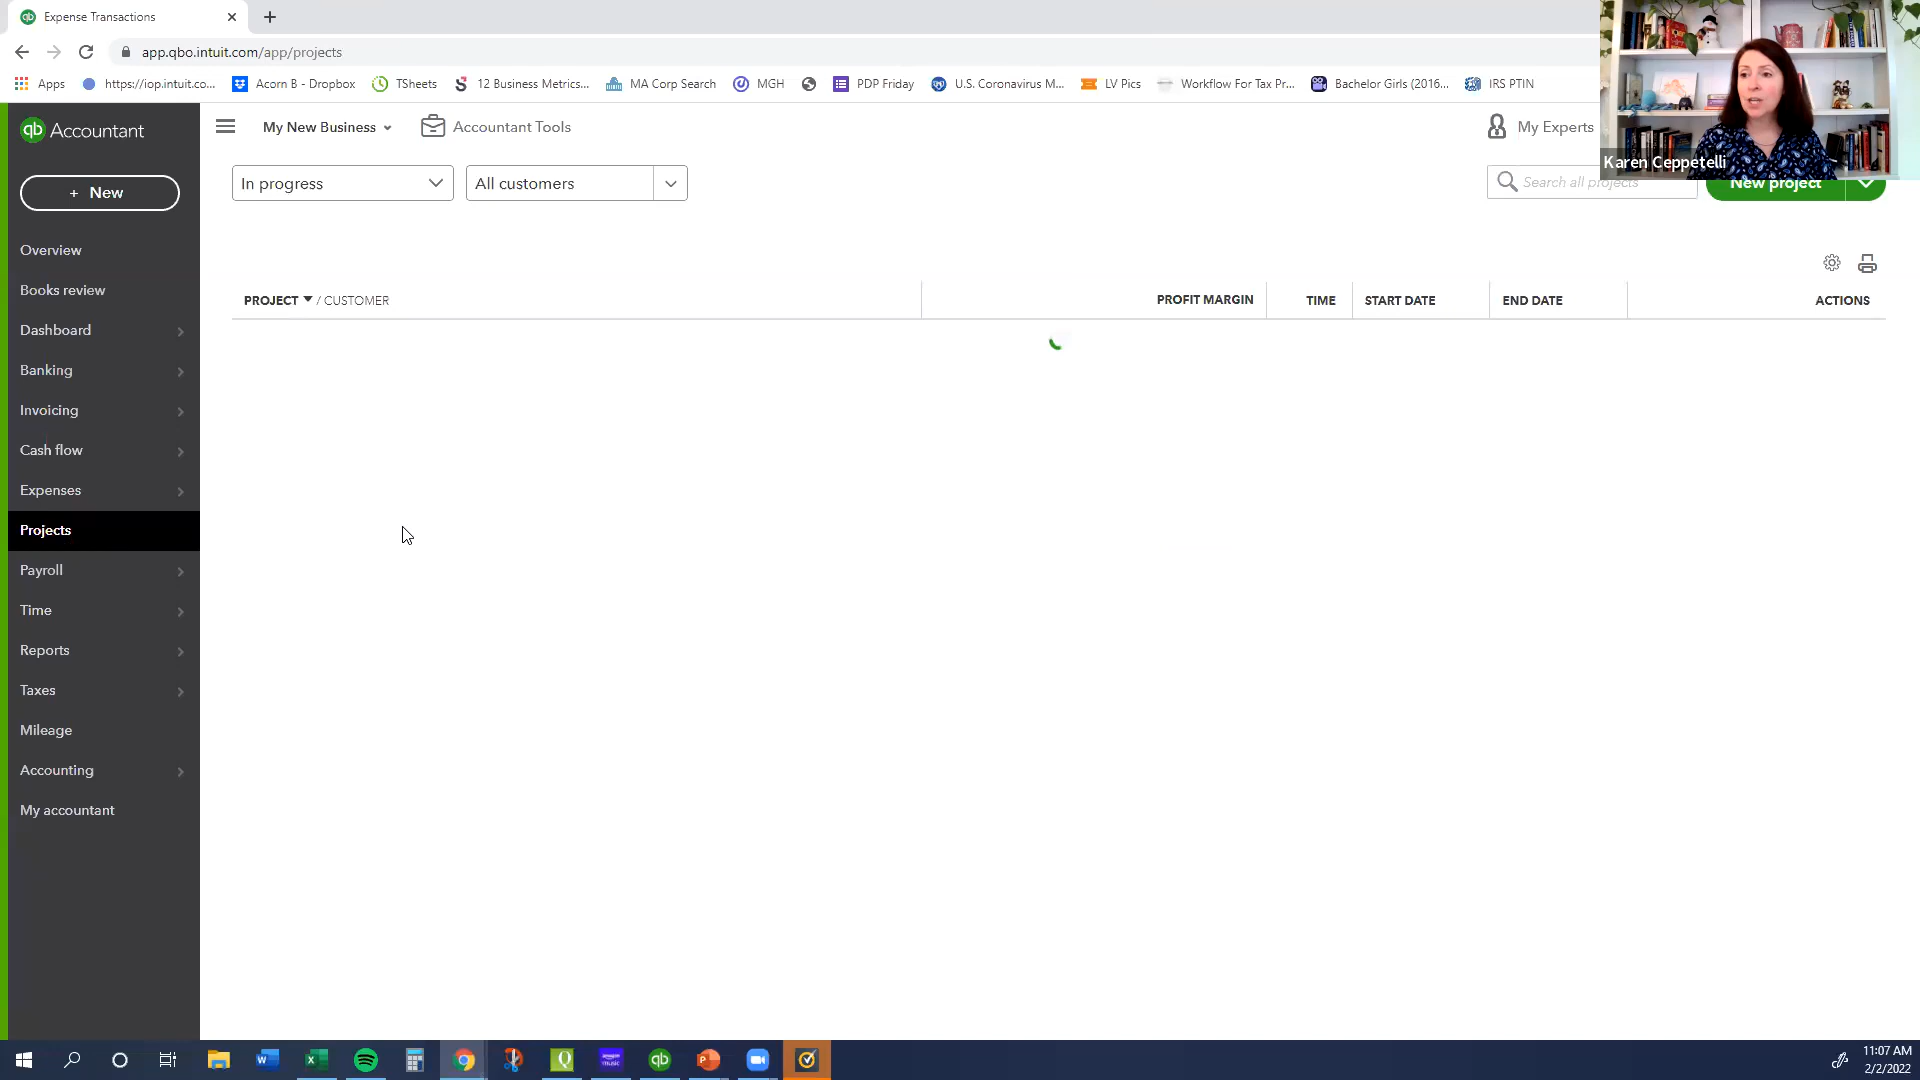 Expense Transactions
app.qbo.intuit.com/app/projects
Apps https://iop.intuit.co... Acorn B - Dropbox TSheets 12 Business Metrics... MA Corp Search MGH PDP Friday U.S. Coronavirus M... LV Pics Workflow For Tax Pr... Bachelor Girls (2016... IRS PTIN
qb Accountant
My New Business
Accountant Tools
My Experts
Karen Ceppetelli
+ New
In progress
All customers
Search all projects
New project
Overview
Books review
Dashboard
Banking
Invoicing
Cash flow
Expenses
Projects
Payroll
Time
Reports
Taxes
Mileage
Accounting
My accountant
PROJECT / CUSTOMER PROFIT MARGIN TIME START DATE END DATE ACTIONS
11:07 AM
2/2/2022